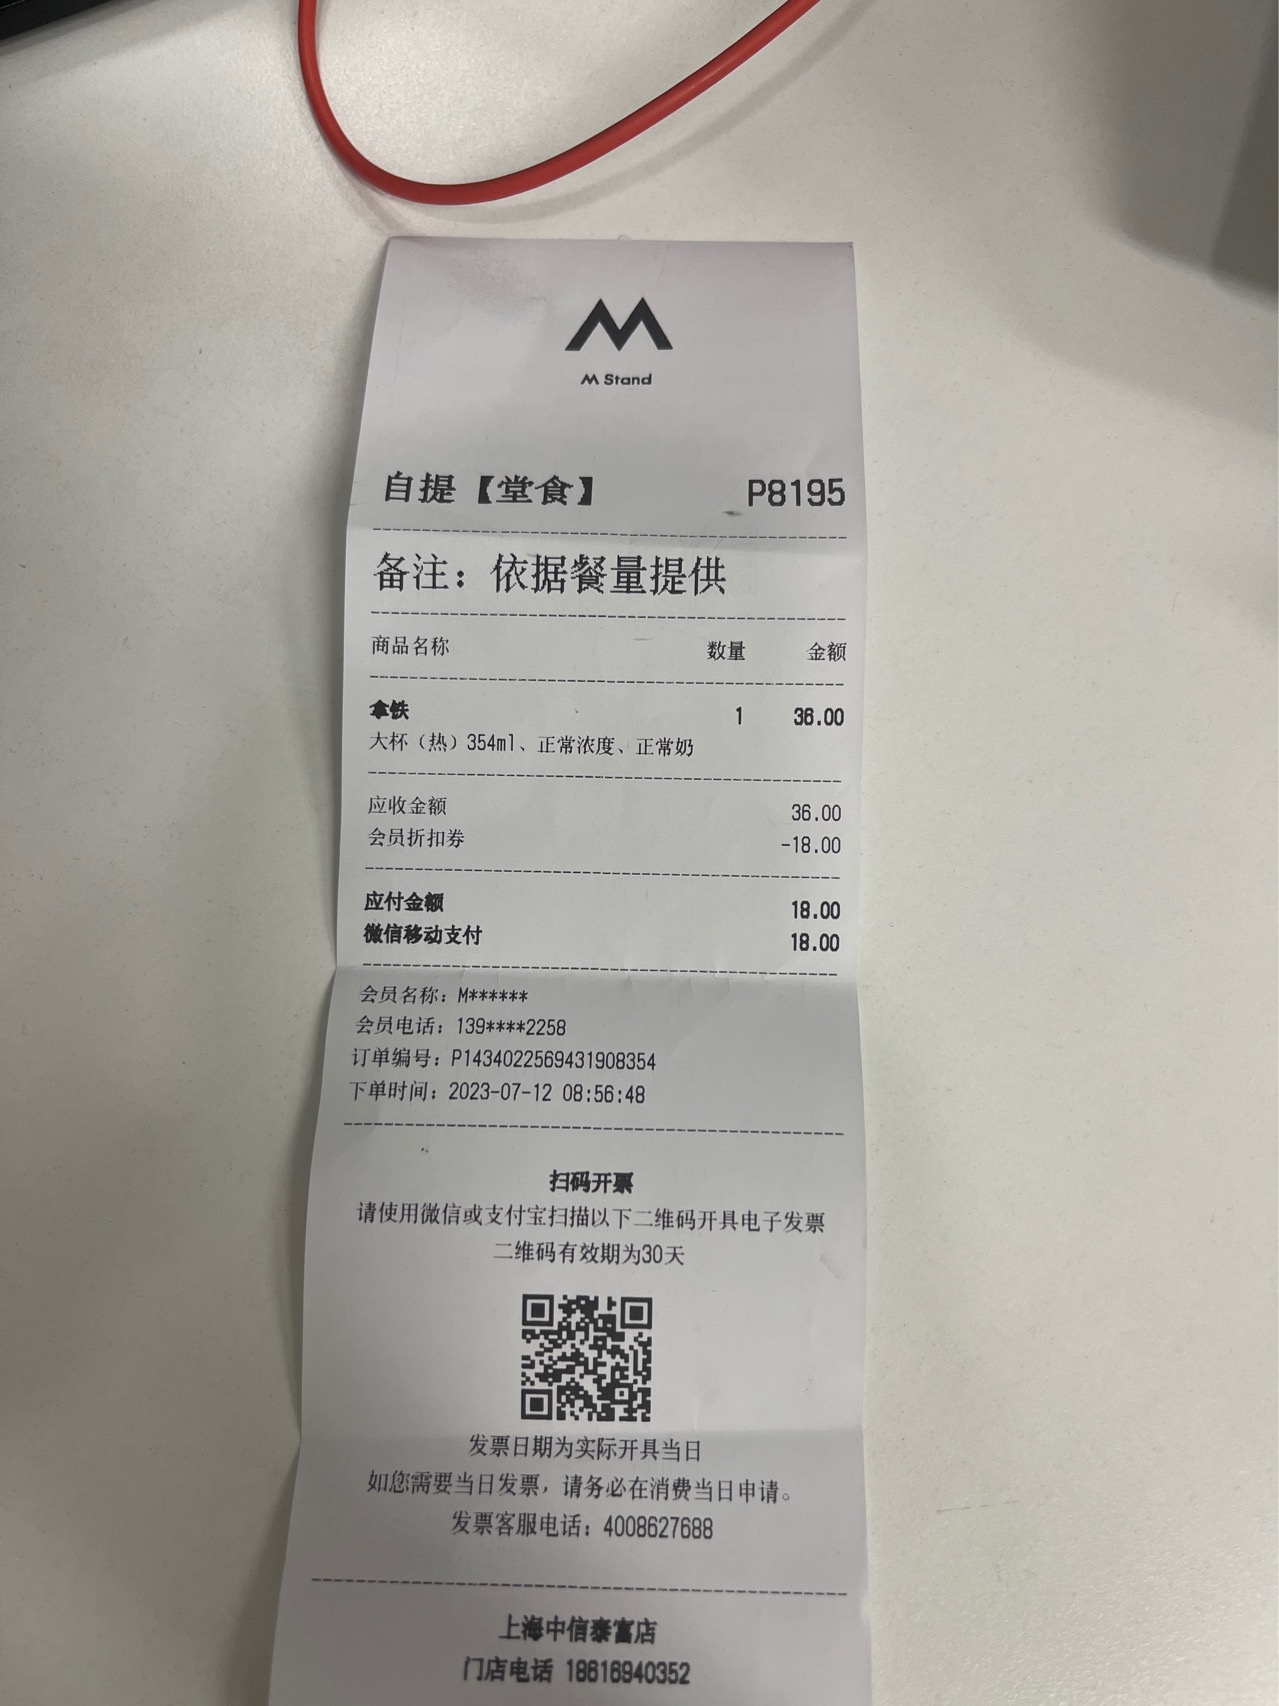 M Stand
自提【堂食】 P8195
备注：依据餐量提供
商品名称 数量 金额
拿铁 1 36.00
大杯（热）354ml、正常浓度、正常奶
应收金额 36.00
会员折扣券 -18.00
应付金额 18.00
微信移动支付 18.00
会员名称：M******
会员电话：139****2258
订单编号：P1434022569431908354
下单时间：2023-07-12 08:56:48
扫码开票
请使用微信或支付宝扫描以下二维码开具电子发票
二维码有效期为30天
发票日期为实际开具当日
如您需要当日发票，请务必在消费当日申请。
发票客服电话：4008627688
上海中信泰富店
门店电话 18616940352